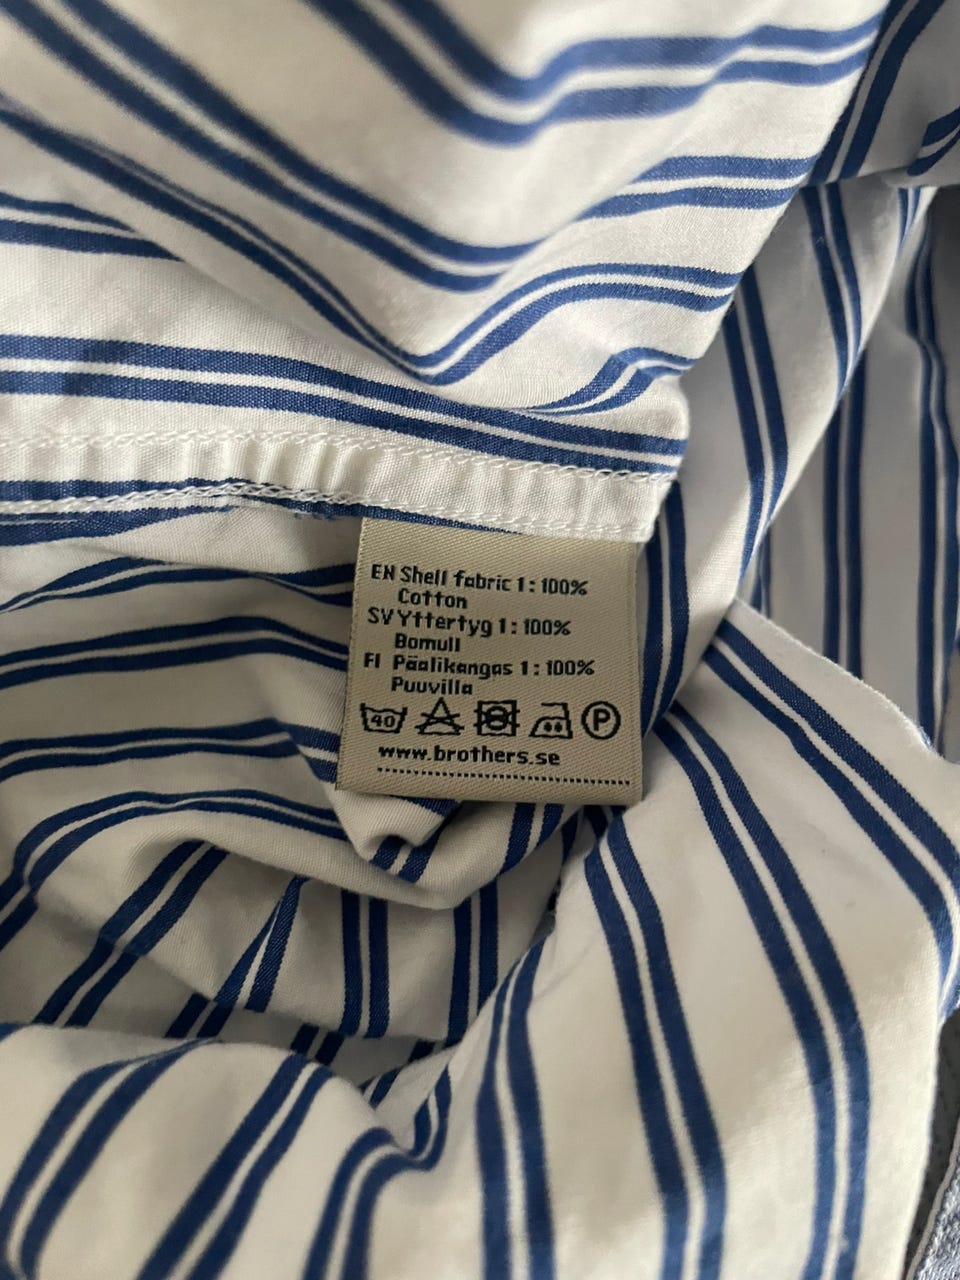 EN Shell fabric 1: 100%
Cotton
SV Yttertyg 1: 100%
Bomull
FI Päälikangas 1: 100%
Puuvilla
40 P
www.brothers.se